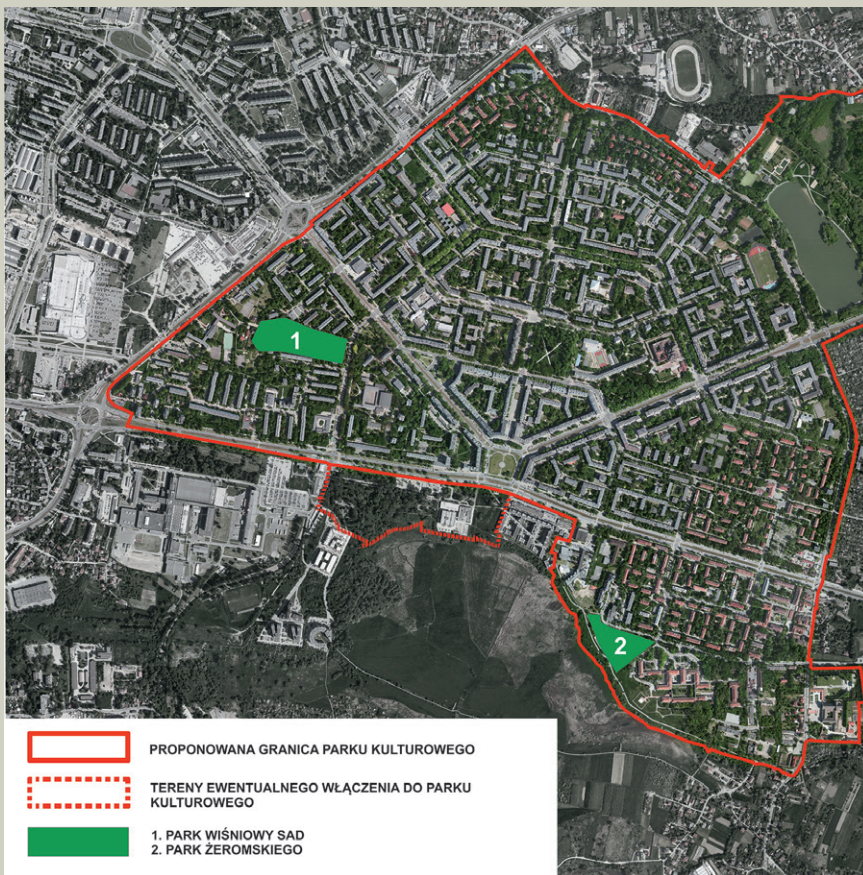 1
2
PROPONOWANA GRANICA PARKU KULTUROWEGO
TERENY EWENTUALNEGO WŁĄCZENIA DO PARKU
KULTUROWEGO
1. PARK WIŚNIOWY SAD
2. PARK ŻEROMSKIEGO